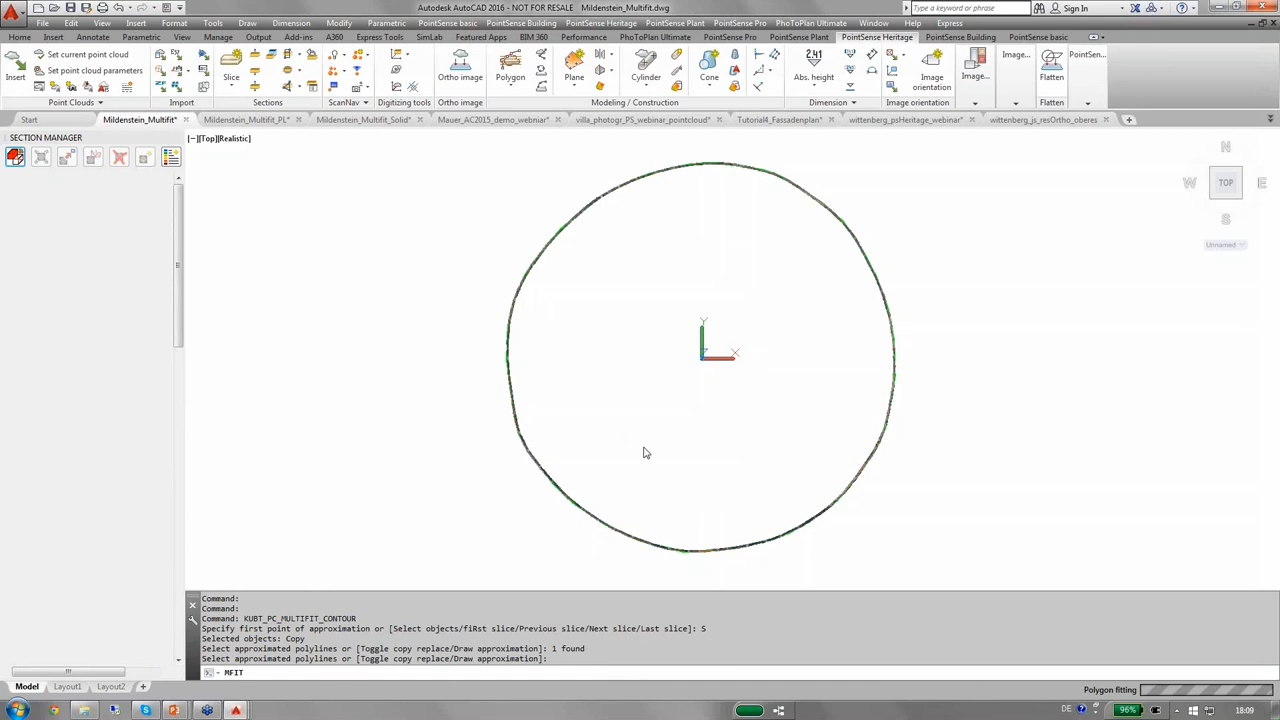 Autodesk AutoCAD 2016 - NOT FOR RESALE Mildenstein_Multifit.dwg
Type a keyword or phrase
Sign In
File Edit View Insert Format Tools Draw Dimension Modify Parametric PointSense basic PointSense Building PointSense Heritage PointSense Plant PointSense Pro PhoToPlan Ultimate Window Help Express
Home Insert Annotate Parametric View Manage Output Add-ins A360 Express Tools SimLab Featured Apps BIM 360 Performance PhoToPlan Ultimate PointSense Pro PointSense Plant PointSense Heritage PointSense Building PointSense basic
Set current point cloud
Set point cloud parameters
Insert
Slice
Ortho image
Polygon
Plane
Cylinder
Cone
2.41
Abs. height
Image orientation
Image...
Image...
Flatten
PointSen...
Point Clouds
Import
Sections
ScanNav
Digitizing tools
Ortho image
Modeling / Construction
Dimension
Image orientation
Flatten
Start Mildenstein_Multifit* Mildenstein_Multifit_PL* Mildenstein_Multifit_Solid* Mauer_AC2015_demo_webniar* villa_photogr_PS_webinar_pointcloud* Tutorial4_Fassadenplan* wittenberg_psHeritage_webinar* wittenberg_js_resOrtho_oberes
SECTION MANAGER
[−][Top][Realistic]
N
W
TOP
E
S
Unnamed
Y
X
Command:
Command:
Command: KUBT_PC_MULTIFIT_CONTOUR
Specify first point of approximation or [Select objects/fiRst slice/Previous slice/Next slice/Last slice]: S
Selected objects: Copy
Select approximated polylines or [Toggle copy replace/Draw approximation]: 1 found
Select approximated polylines or [Toggle copy replace/Draw approximation]:
MFIT
Model Layout1 Layout2 +
Polygon fitting
DE
96%
18:09